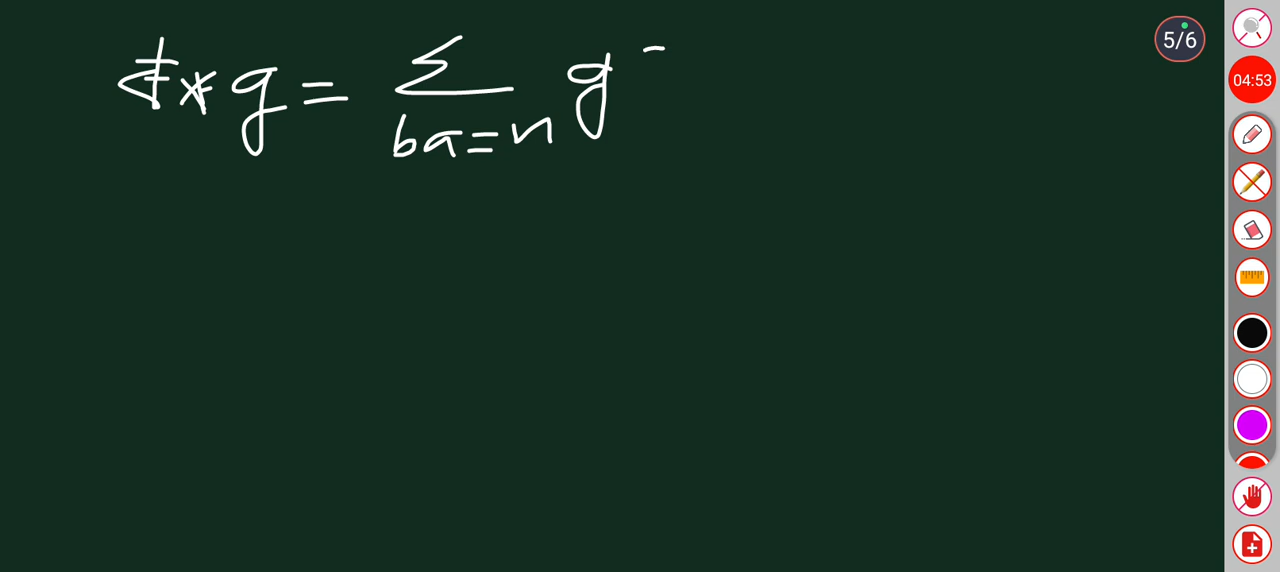 f * g = Σ g
ba = n
5/6
04:53